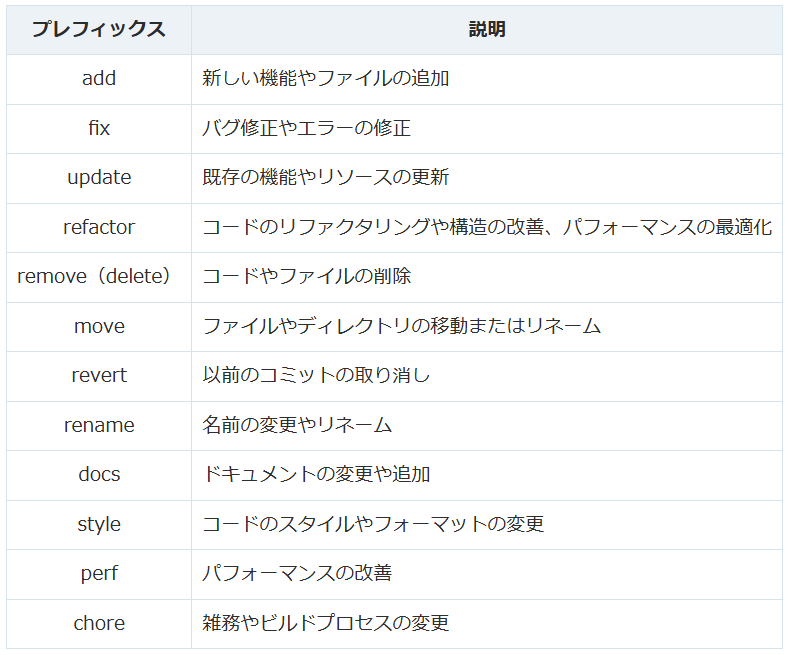 プレフィックス 説明
add 新しい機能やファイルの追加
fix バグ修正やエラーの修正
update 既存の機能やリソースの更新
refactor コードのリファクタリングや構造の改善、パフォーマンスの最適化
remove（delete） コードやファイルの削除
move ファイルやディレクトリの移動またはリネーム
revert 以前のコミットの取り消し
rename 名前の変更やリネーム
docs ドキュメントの変更や追加
style コードのスタイルやフォーマットの変更
perf パフォーマンスの改善
chore 雑務やビルドプロセスの変更